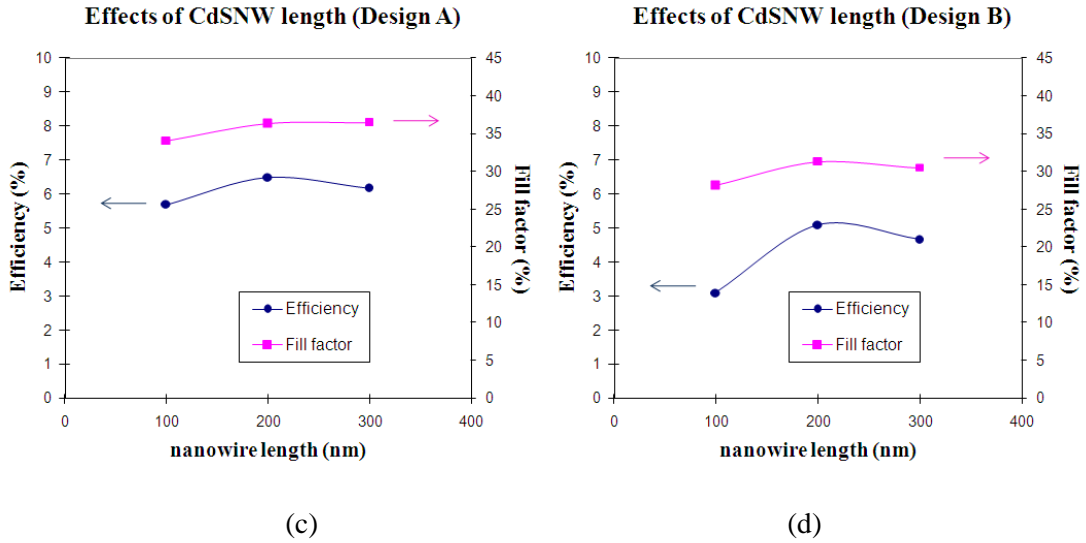 Effects of CdSNW length (Design A)
10
9
8
7
6
5
4
3
2
1
0
Efficiency (%)
45
40
35
30
25
20
15
10
5
0
Fill factor (%)
Efficiency
Fill factor
0 100 200 300 400
nanowire length (nm)
(c)
Effects of CdSNW length (Design B)
10
9
8
7
6
5
4
3
2
1
0
Efficiency (%)
45
40
35
30
25
20
15
10
5
0
Fill factor (%)
Efficiency
Fill factor
0 100 200 300 400
nanowire length (nm)
(d)